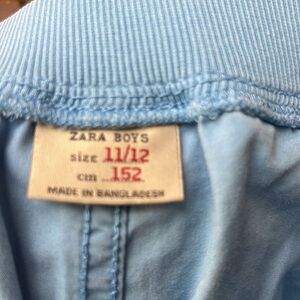 ZARA BOYS
size 11/12
cm 152
MADE IN BANGLADESH